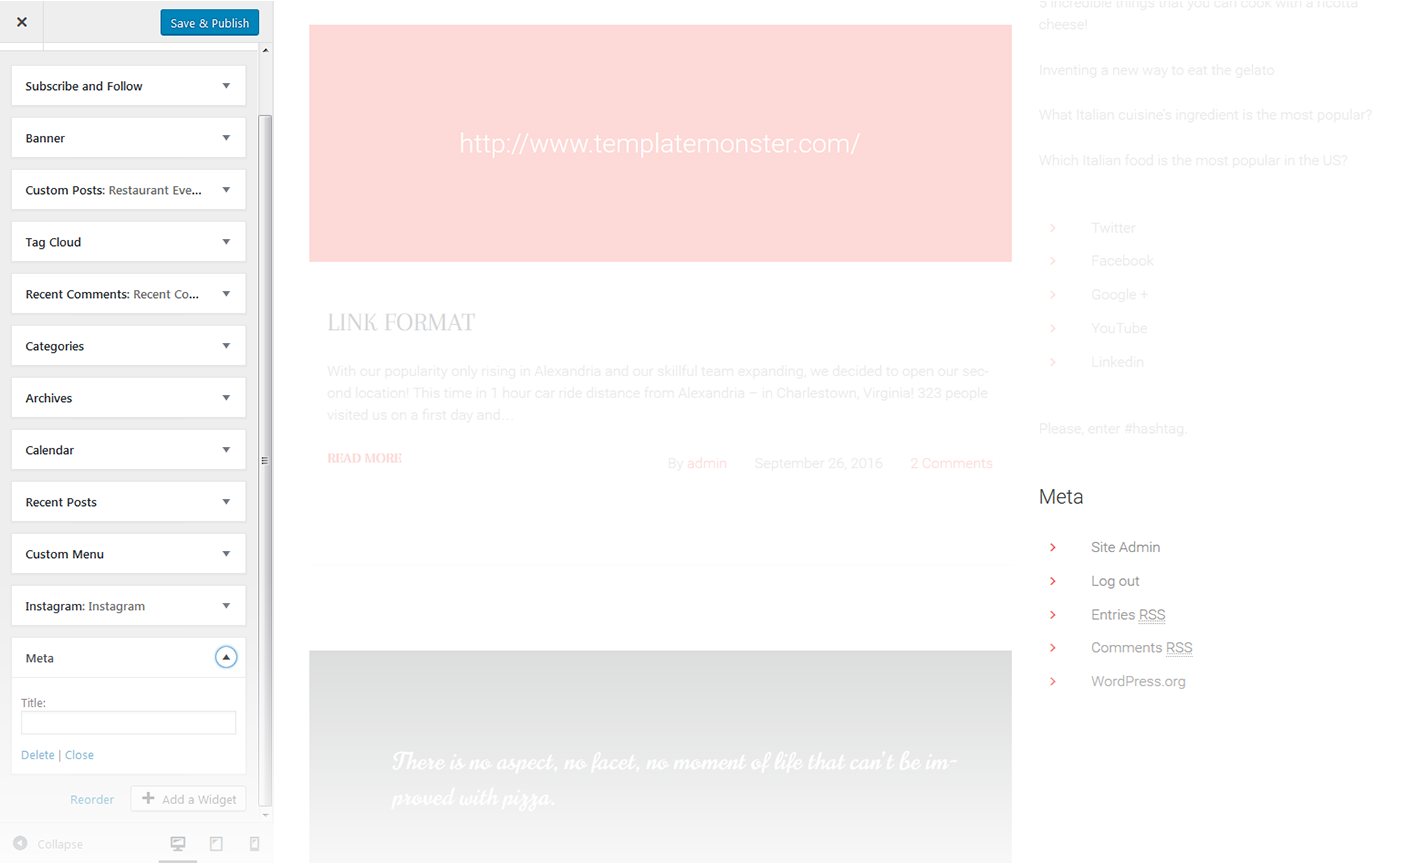 Save & Publish
Subscribe and Follow
Banner
Custom Posts: Restaurant Eve...
Tag Cloud
Recent Comments: Recent Co...
Categories
Archives
Calendar
Recent Posts
Custom Menu
Instagram: Instagram
Meta
Title:
Delete | Close
Reorder
Add a Widget
Collapse
http://www.templatemonster.com/
LINK FORMAT
With our popularity only rising in Alexandria and our skillful team expanding, we decided to open our sec-
ond location! This time in 1 hour car ride distance from Alexandria – in Charlestown, Virginia! 323 people
visited us on a first day and…
READ MORE
By admin
September 26, 2016
2 Comments
There is no aspect, no facet, no moment of life that can't be im-
proved with pizza.
5 incredible things that you can cook with a ricotta
cheese!
Inventing a new way to eat the gelato
What Italian cuisine's ingredient is the most popular?
Which Italian food is the most popular in the US?
Twitter
Facebook
Google +
YouTube
Linkedin
Please, enter #hashtag.
Meta
Site Admin
Log out
Entries RSS
Comments RSS
WordPress.org